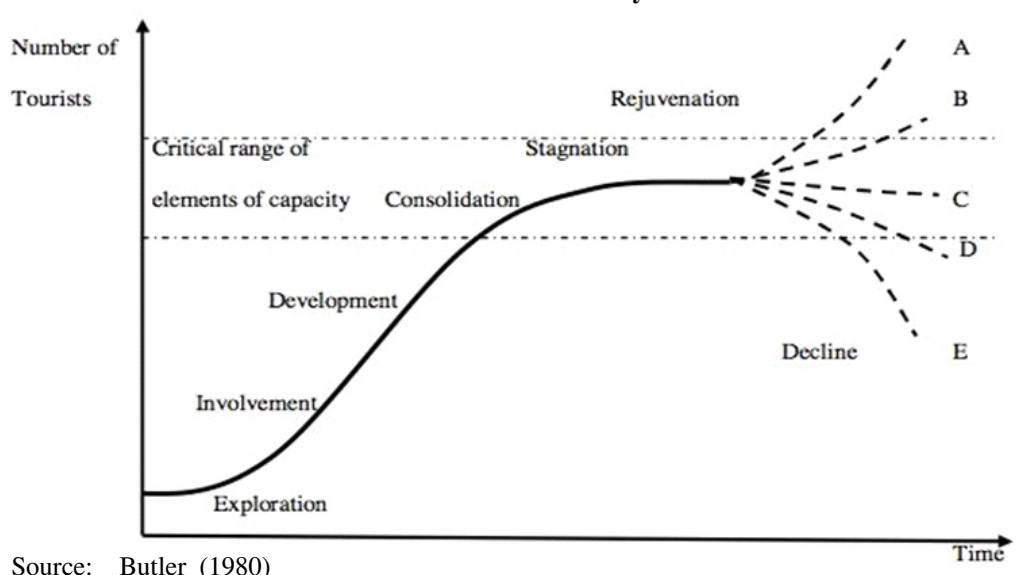 Number of
Tourists
A
Rejuvenation
B
Critical range of
Stagnation
elements of capacity
Consolidation
C
D
Development
Decline
E
Involvement
Exploration
Time
Source: Butler (1980)